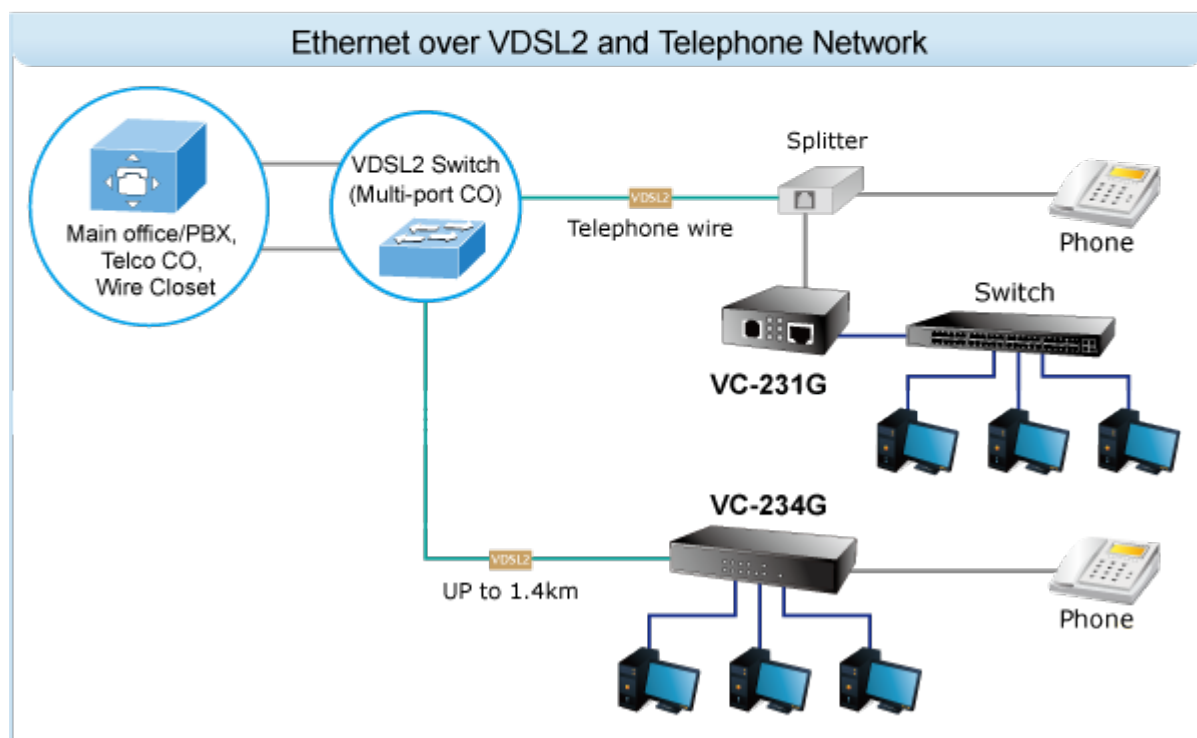 Ethernet over VDSL2 and Telephone Network
Main office/PBX,
Telco CO,
Wire Closet
VDSL2 Switch
(Multi-port CO)
VDSL2
Telephone wire
Splitter
Phone
VC-231G
Switch
VC-234G
VDSL2
UP to 1.4km
Phone